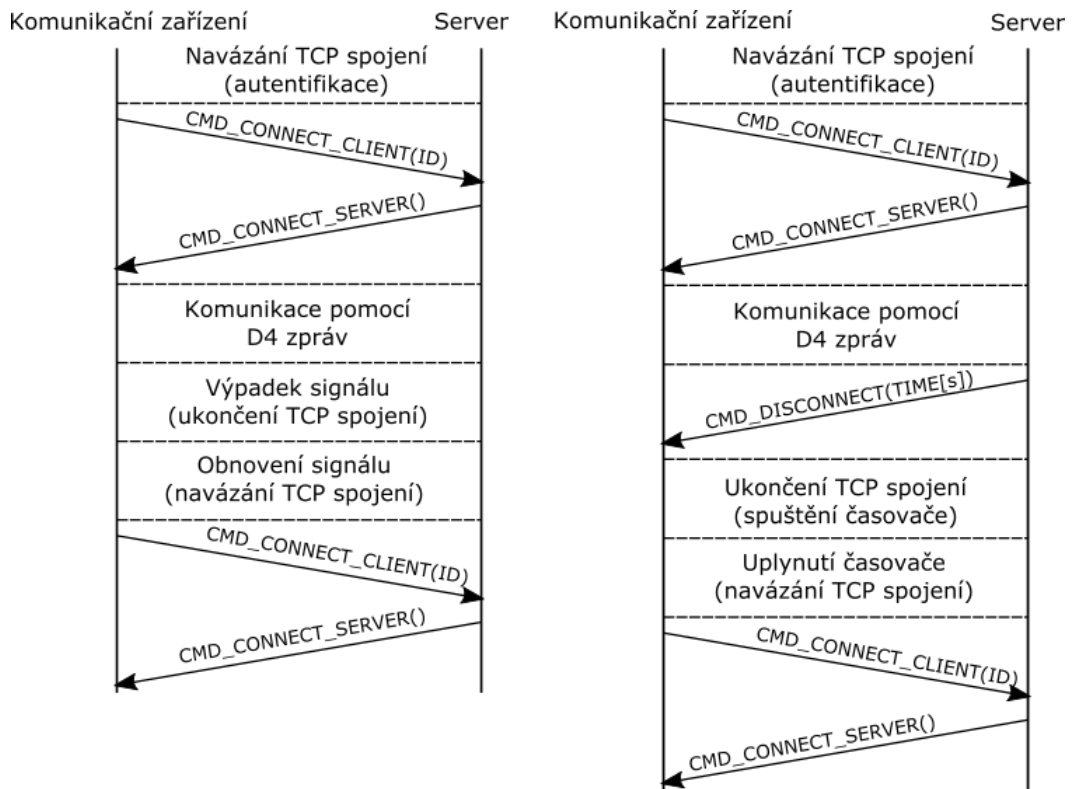 Komunikační zařízení
Server
Navázání TCP spojení
(autentifikace)
CMD_CONNECT_CLIENT(ID)
CMD_CONNECT_SERVER()
Komunikace pomocí
D4 zpráv
Výpadek signálu
(ukončení TCP spojení)
Obnovení signálu
(navázání TCP spojení)
CMD_CONNECT_CLIENT(ID)
CMD_CONNECT_SERVER()
Komunikační zařízení
Server
Navázání TCP spojení
(autentifikace)
CMD_CONNECT_CLIENT(ID)
CMD_CONNECT_SERVER()
Komunikace pomocí
D4 zpráv
CMD_DISCONNECT(TIME[s])
Ukončení TCP spojení
(spuštění časovače)
Uplynutí časovače
(navázání TCP spojení)
CMD_CONNECT_CLIENT(ID)
CMD_CONNECT_SERVER()